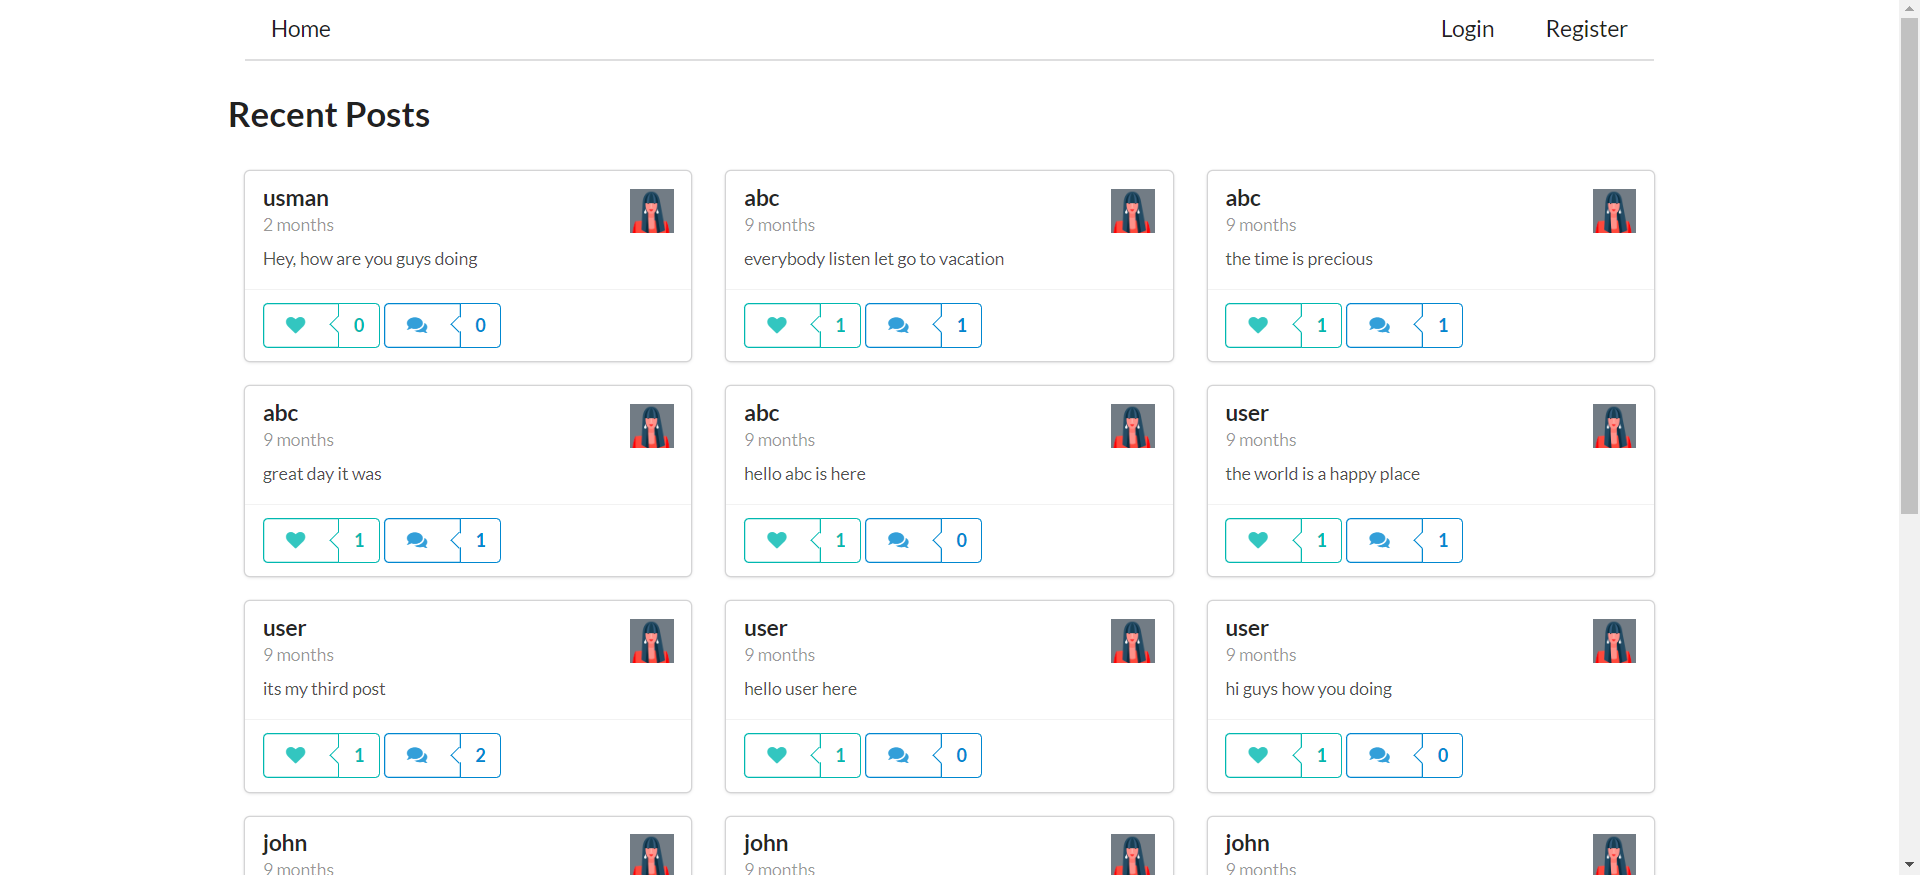 Home Login Register
Recent Posts
usman
2 months
Hey, how are you guys doing
0 0
abc
9 months
everybody listen let go to vacation
1 1
abc
9 months
the time is precious
1 1
abc
9 months
great day it was
1 1
abc
9 months
hello abc is here
1 0
user
9 months
the world is a happy place
1 1
user
9 months
its my third post
1 2
user
9 months
hello user here
1 0
user
9 months
hi guys how you doing
1 0
john
9 months
john
9 months
john
9 months